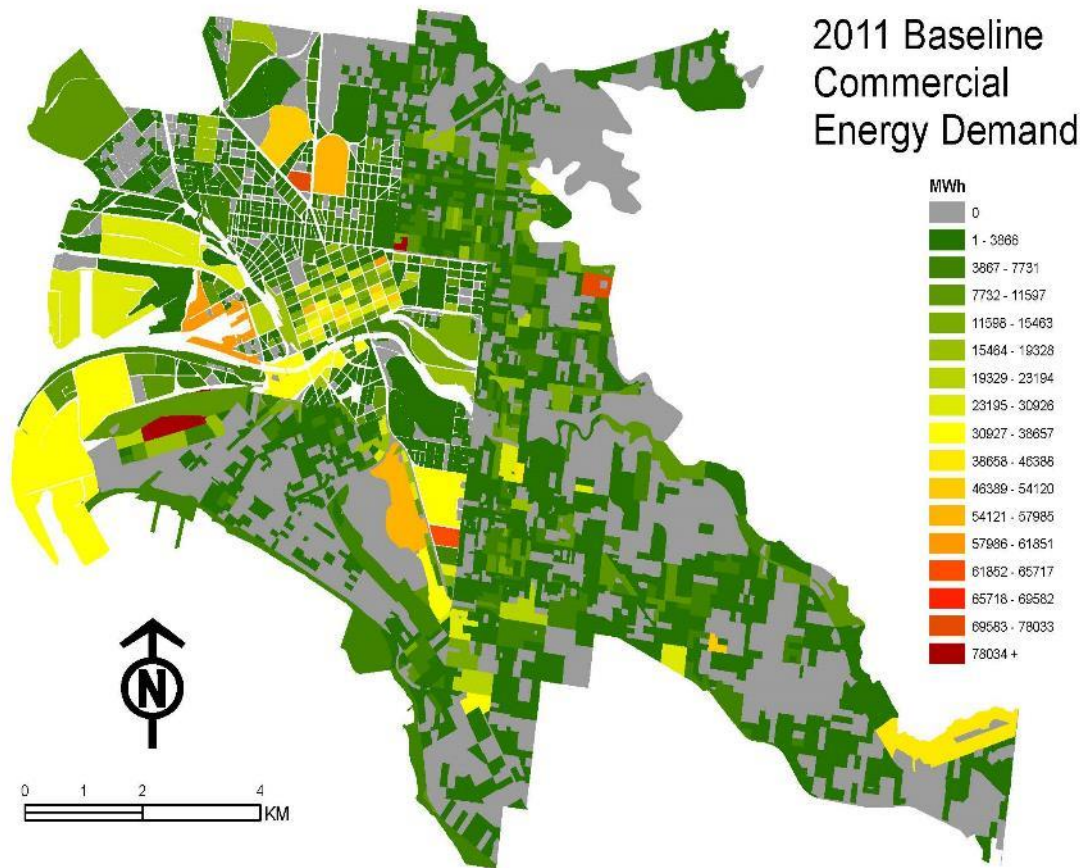 2011 Baseline
Commercial
Energy Demand
MWh
0
1 - 3866
3867 - 7731
7732 - 11597
11598 - 15463
15464 - 19328
19329 - 23194
23195 - 30926
30927 - 38657
38658 - 46388
46389 - 54120
54121 - 57985
57986 - 61851
61852 - 65717
65718 - 69582
69583 - 78033
78034 +
N
0 1 2 4
KM